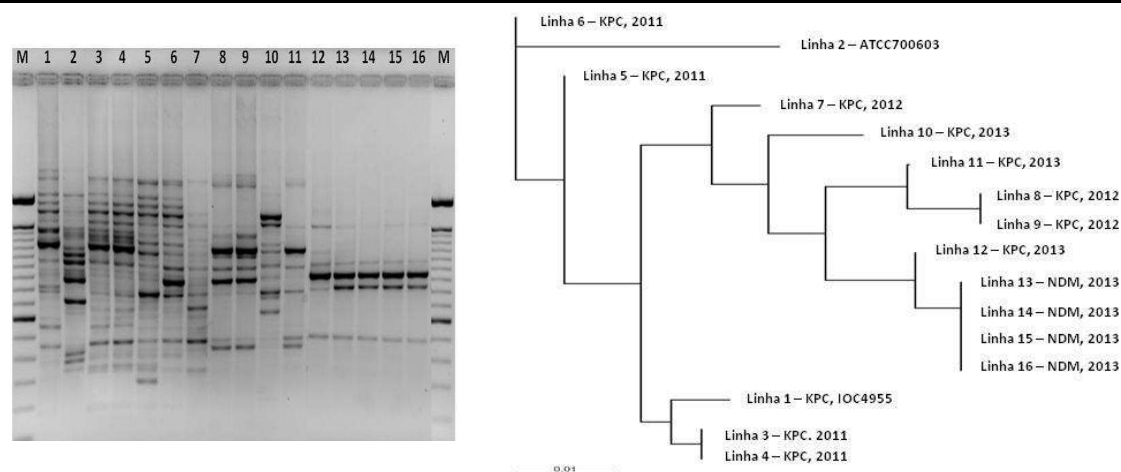 M 1 2 3 4 5 6 7 8 9 10 11 12 13 14 15 16 M
Linha 6 – KPC, 2011
Linha 2 – ATCC700603
Linha 5 – KPC, 2011
Linha 7 – KPC, 2012
Linha 10 – KPC, 2013
Linha 11 – KPC, 2013
Linha 8 – KPC, 2012
Linha 9 – KPC, 2012
Linha 12 – KPC, 2013
Linha 13 – NDM, 2013
Linha 14 – NDM, 2013
Linha 15 – NDM, 2013
Linha 16 – NDM, 2013
Linha 1 – KPC, IOC4955
Linha 3 – KPC. 2011
Linha 4 – KPC, 2011
0.01